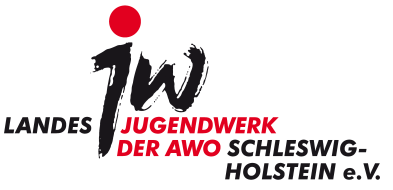 jw
LANDES JUGENDWERK
DER AWO SCHLESWIG-
HOLSTEIN e.V.